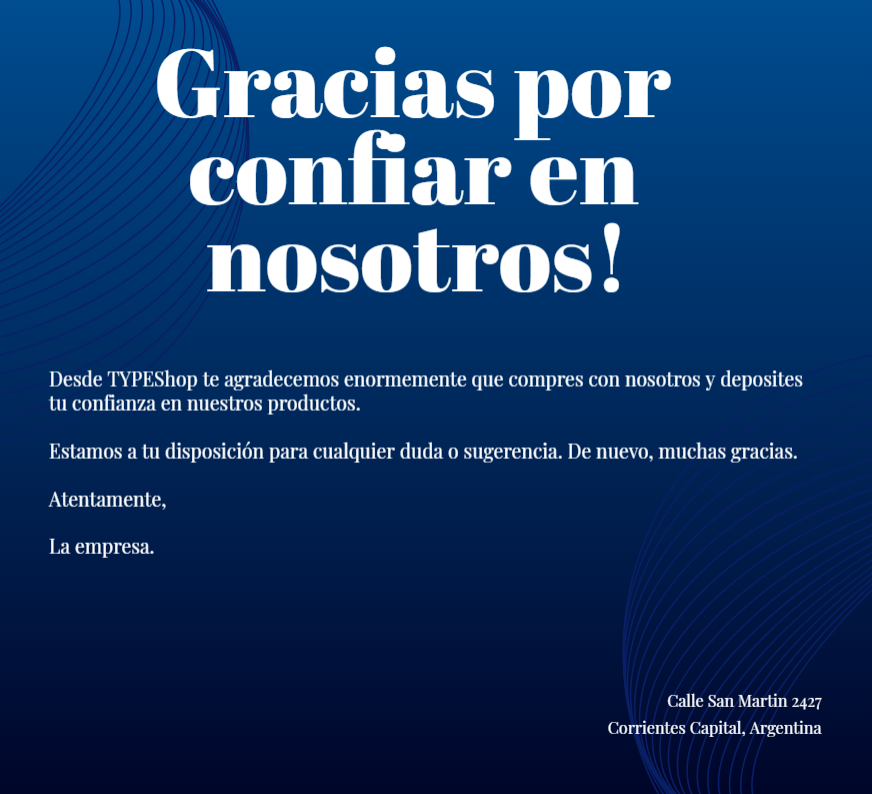 Gracias por
confiar en
nosotros!
Desde TYPEShop te agradecemos enormemente que compres con nosotros y deposites
tu confianza en nuestros productos.
Estamos a tu disposición para cualquier duda o sugerencia. De nuevo, muchas gracias.
Atentamente,
La empresa.
Calle San Martin 2427
Corrientes Capital, Argentina